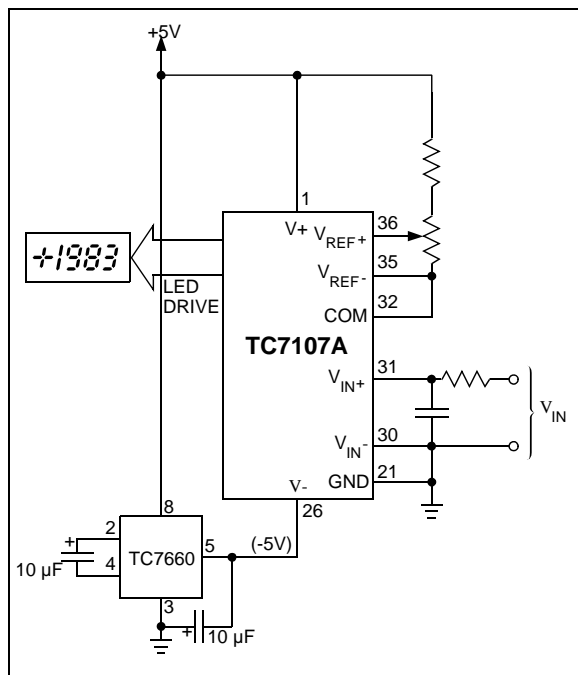 +5V
1
V+
36
VREF+
35
VREF-
32
COM
+1983
LED
DRIVE
TC7107A
31
VIN+
VIN
30
VIN-
21
GND
V-
26
8
2
TC7660
5
(-5V)
+
4
10 µF
3
+
10 µF